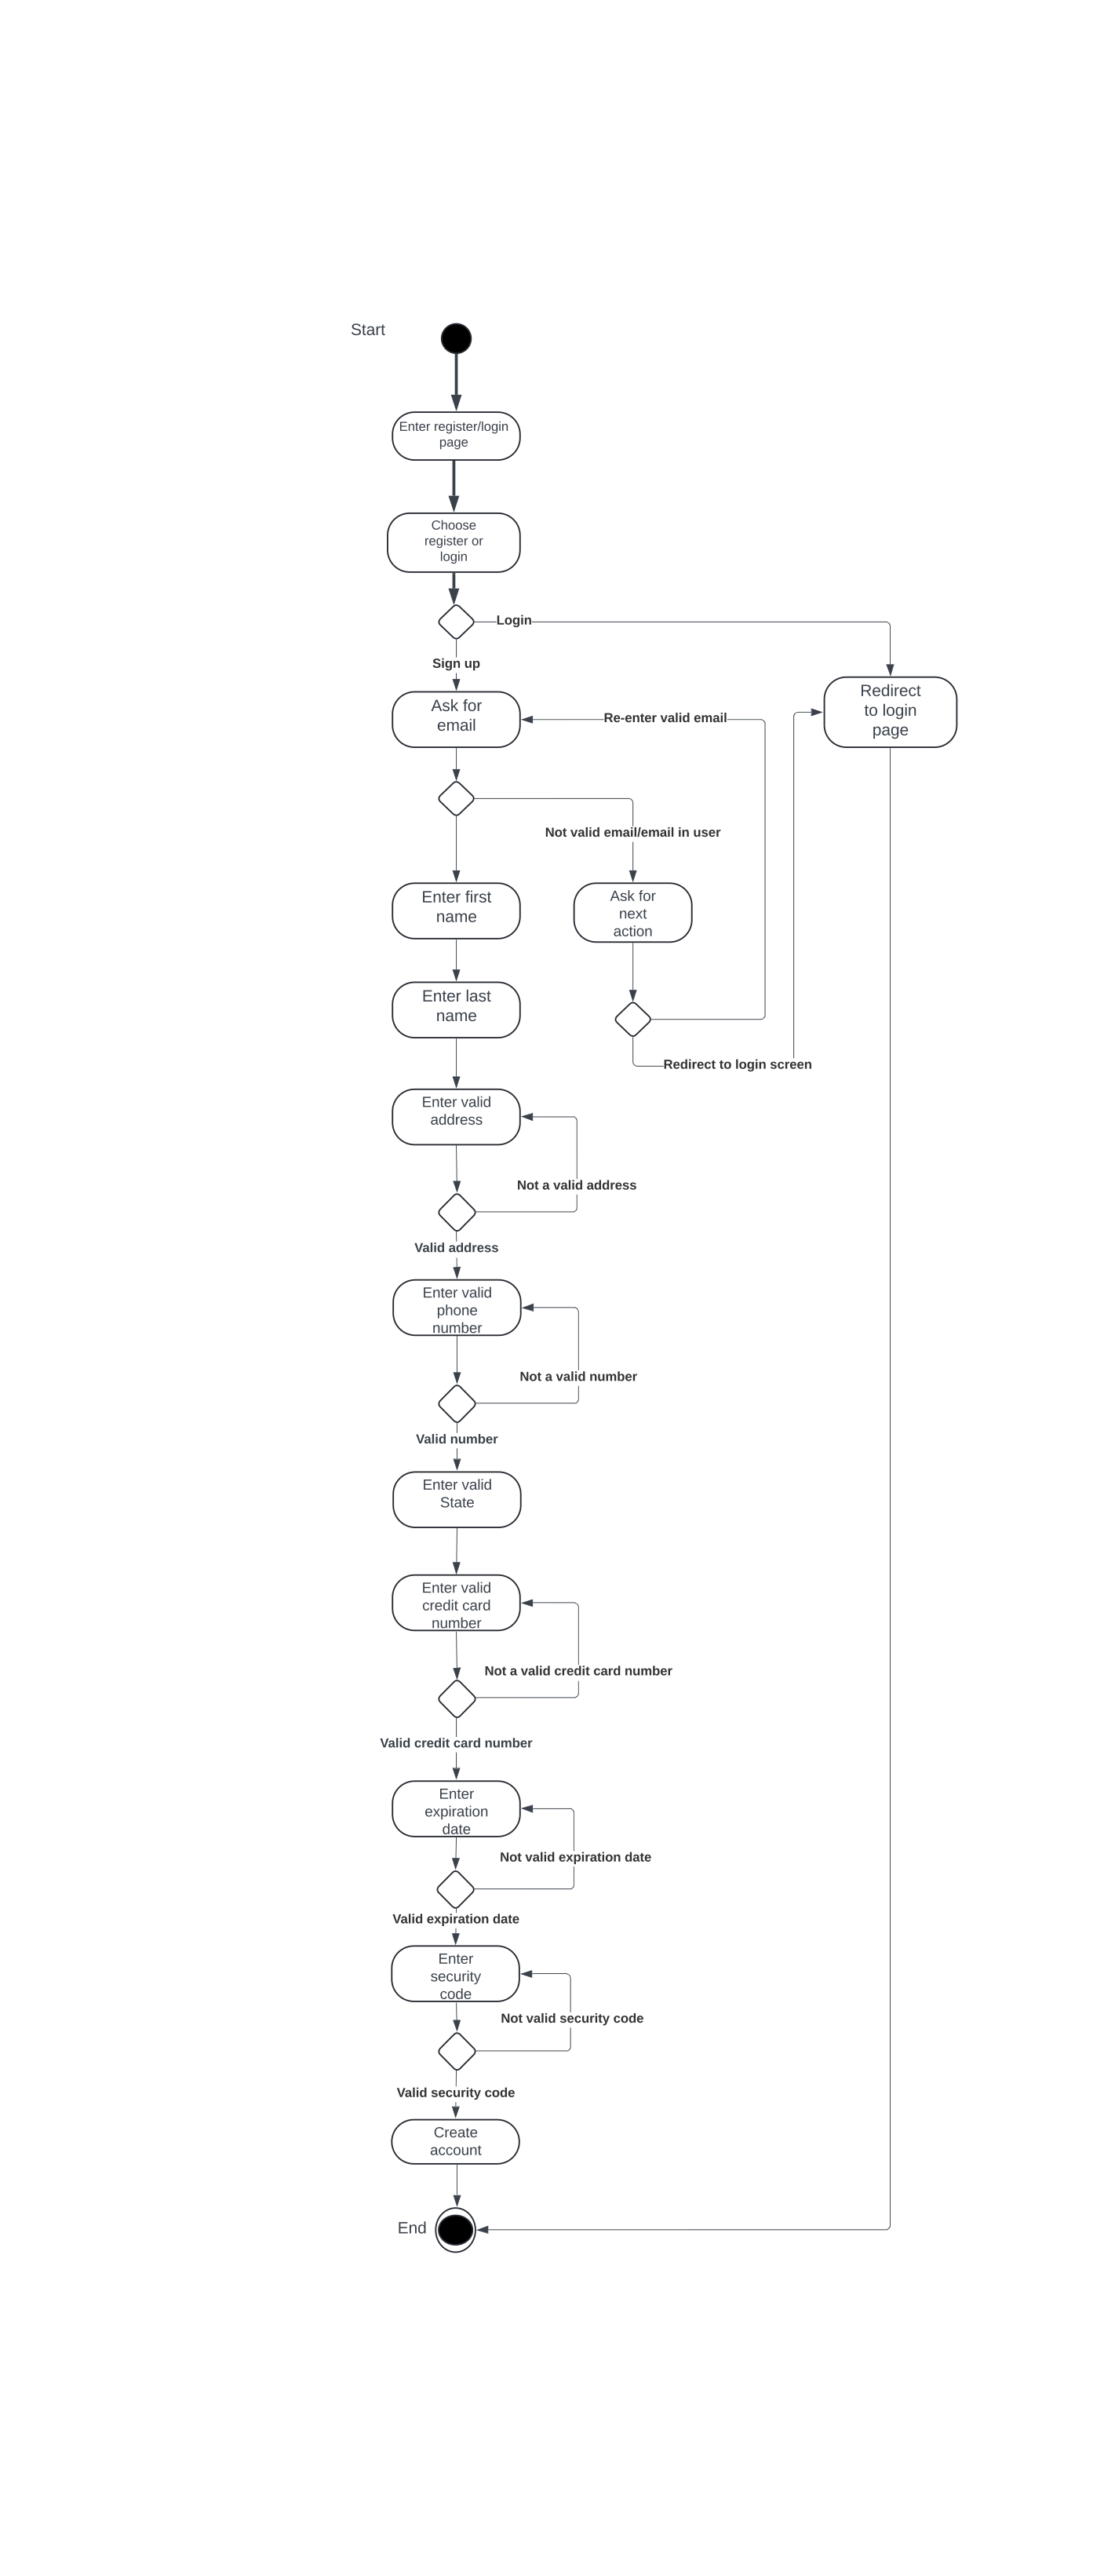 Start
Enter register/login
page
Choose
register or
login
Login
Sign up
Ask for
email
Re-enter valid email
Redirect
to login
page
Not valid email/email in user
Enter first
name
Ask for
next
action
Enter last
name
Redirect to login screen
Enter valid
address
Not a valid address
Valid address
Enter valid
phone
number
Not a valid number
Valid number
Enter valid
State
Enter valid
credit card
number
Not a valid credit card number
Valid credit card number
Enter
expiration
date
Not valid expiration date
Valid expiration date
Enter
security
code
Not valid security code
Valid security code
Create
account
End